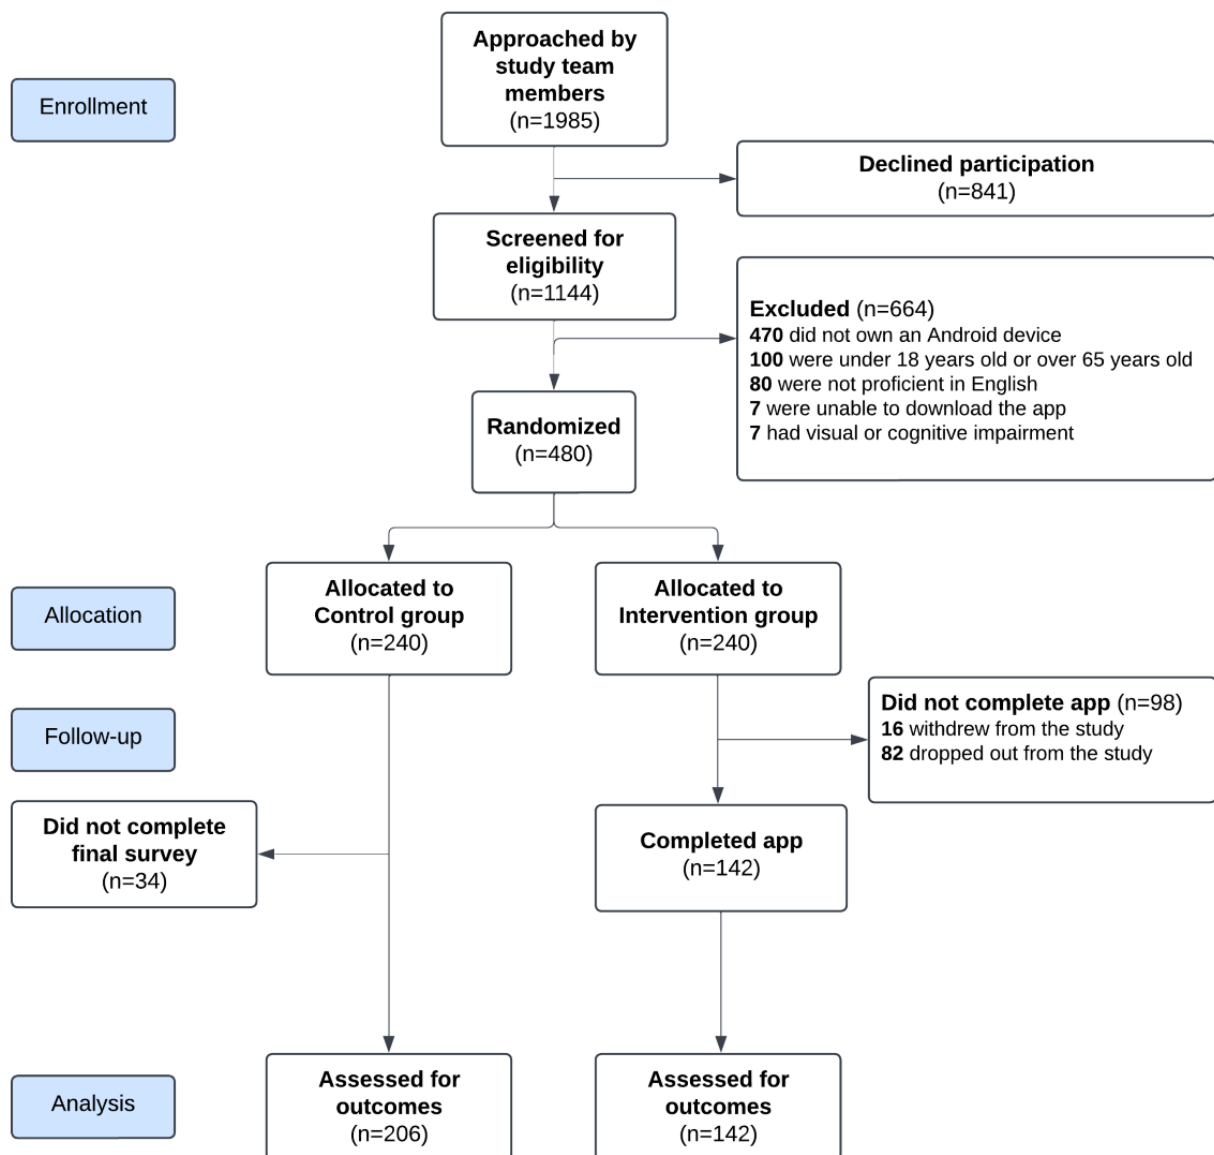 Approached by
study team
members
(n=1985)
Enrollment
Declined participation
(n=841)
Screened for
eligibility
(n=1144)
Excluded (n=664)
470 did not own an Android device
100 were under 18 years old or over 65 years old
80 were not proficient in English
7 were unable to download the app
7 had visual or cognitive impairment
Randomized
(n=480)
Allocation
Allocated to
Control group
(n=240)
Allocated to
Intervention group
(n=240)
Follow-up
Did not complete app (n=98)
16 withdrew from the study
82 dropped out from the study
Did not complete
final survey
(n=34)
Completed app
(n=142)
Analysis
Assessed for
outcomes
(n=206)
Assessed for
outcomes
(n=142)